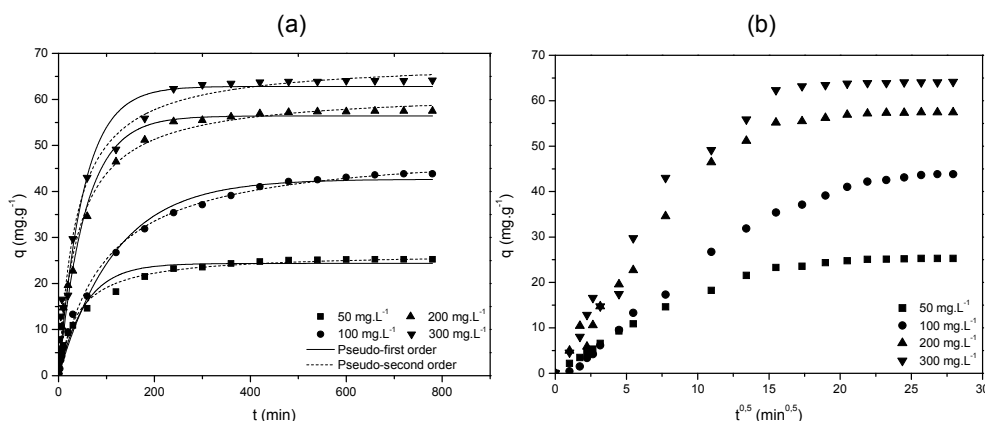 (a)
70
60
50
40
30
20
10
0
q (mg.g⁻¹)
0 200 400 600 800
t (min)
50 mg.L⁻¹ 200 mg.L⁻¹
100 mg.L⁻¹ 300 mg.L⁻¹
Pseudo-first order
Pseudo-second order
(b)
70
60
50
40
30
20
10
0
q (mg.g⁻¹)
0 5 10 15 20 25 30
t⁰,⁵ (min⁰,⁵)
50 mg.L⁻¹
100 mg.L⁻¹
200 mg.L⁻¹
300 mg.L⁻¹